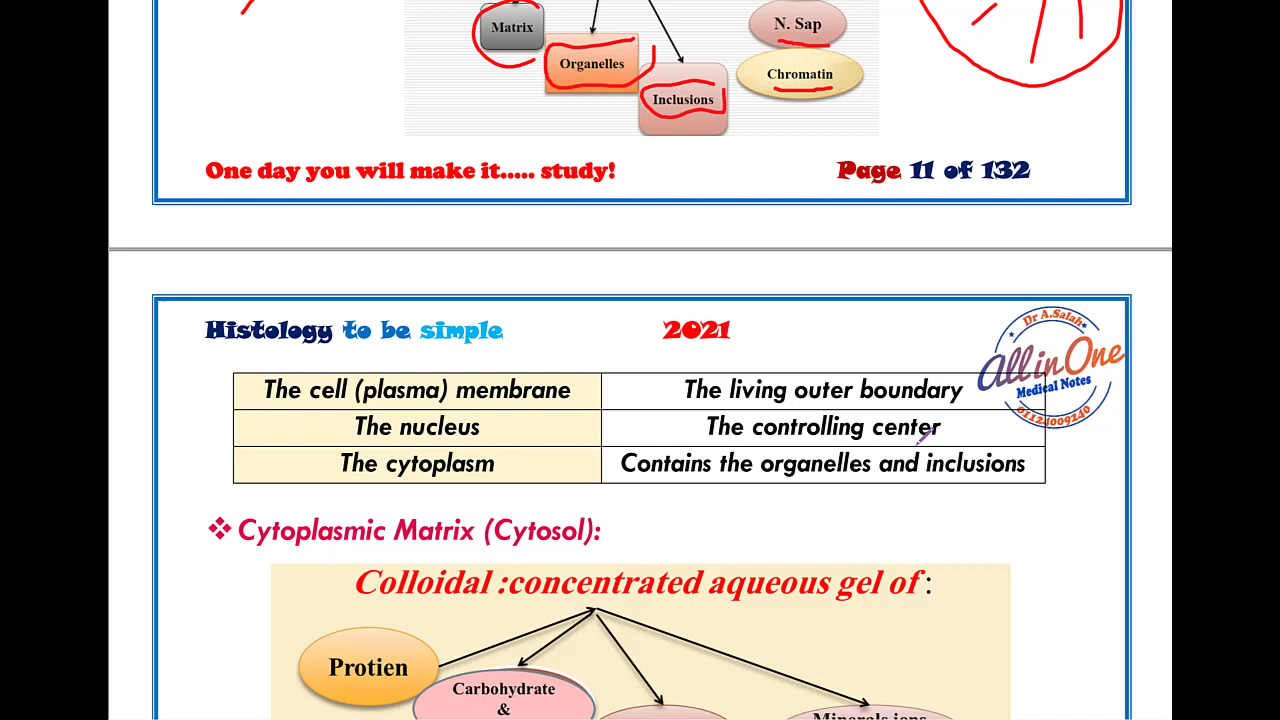 Matrix
N. Sap
Organelles
Chromatin
Inclusions
One day you will make it..... study!
Page 11 of 132
Histology to be simple
2021
Dr A.Salah
All in One
Medical Notes
01124009240
The cell (plasma) membrane
The living outer boundary
The nucleus
The controlling center
The cytoplasm
Contains the organelles and inclusions
❖ Cytoplasmic Matrix (Cytosol):
Colloidal :concentrated aqueous gel of :
Protien
Carbohydrate
&
Minerals ions